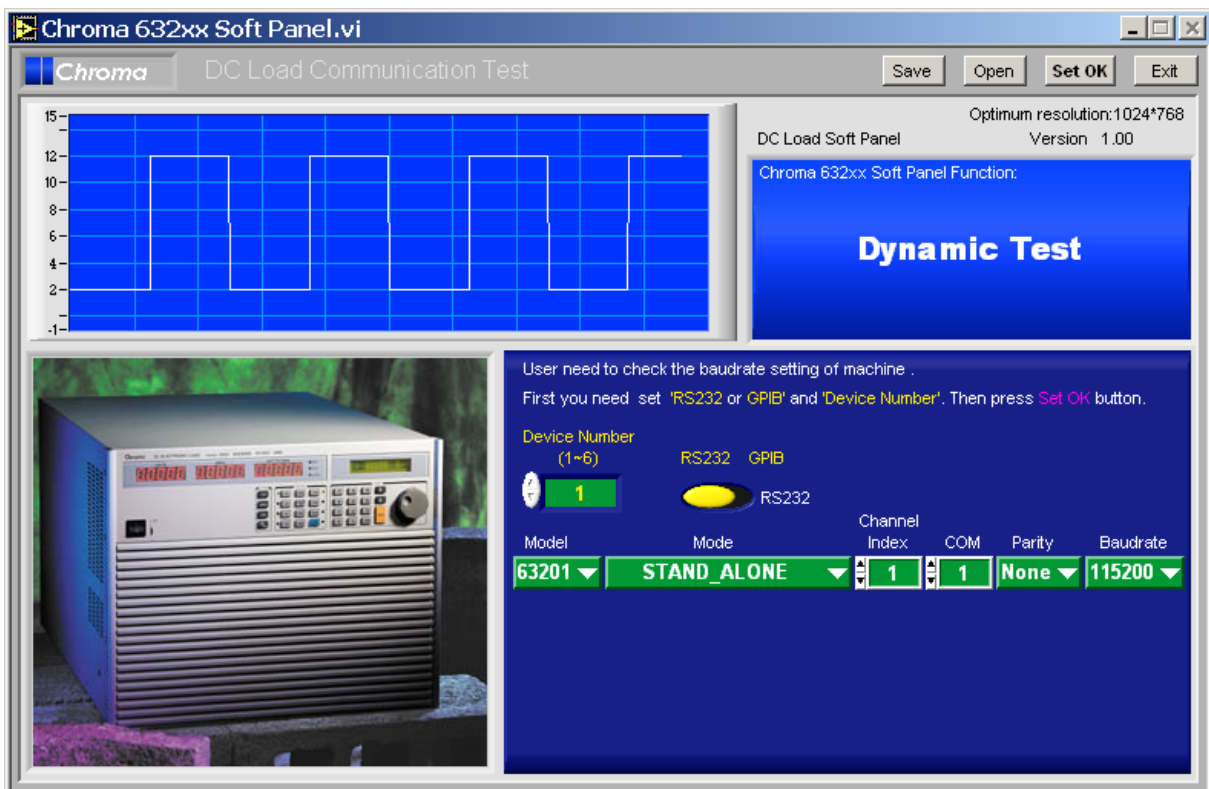 Chroma 632xx Soft Panel.vi
Chroma DC Load Communication Test Save Open Set OK Exit
Optimum resolution:1024*768
DC Load Soft Panel Version 1.00
15
12
10
8
6
4
2
-1
Chroma 632xx Soft Panel Function:
Dynamic Test
User need to check the baudrate setting of machine .
First you need set 'RS232 or GPIB' and 'Device Number'. Then press Set OK button.
Device Number
(1~6) RS232 GPIB
1 RS232
Channel
Model Mode Index COM Parity Baudrate
63201 STAND_ALONE 1 1 None 115200
Chroma